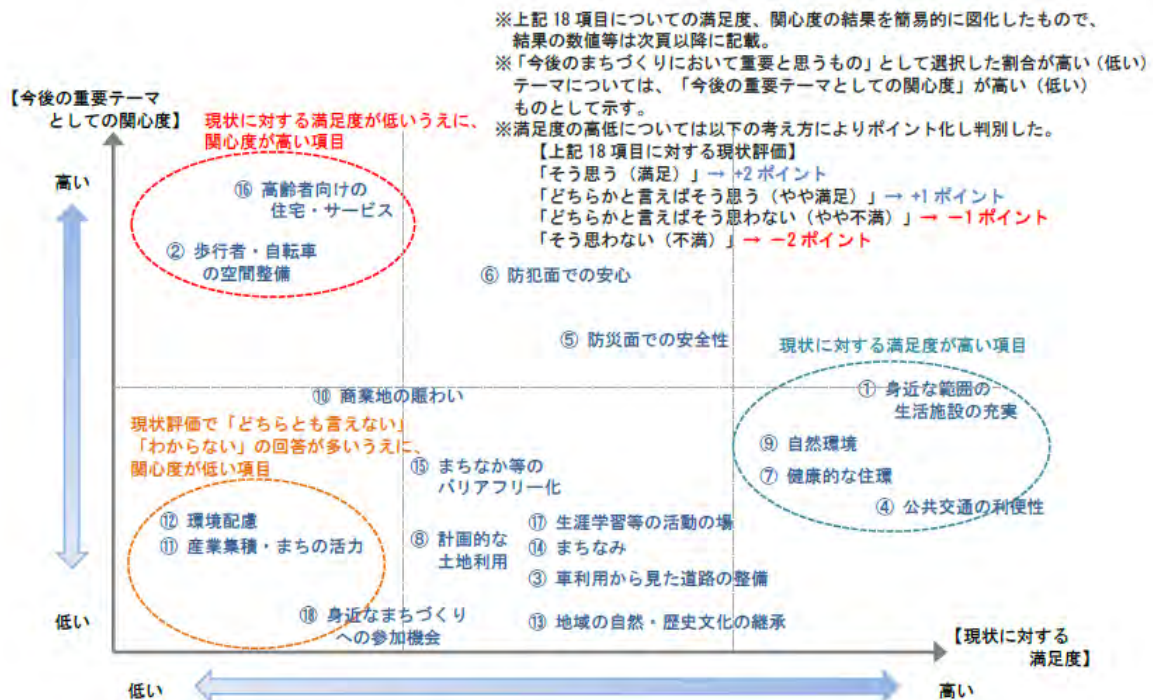 ※上記 18 項目についての満足度、関心度の結果を簡易的に図化したもので、
結果の数値等は次頁以降に記載。
※「今後のまちづくりにおいて重要と思うもの」として選択した割合が高い（低い）
テーマについては、「今後の重要テーマとしての関心度」が高い（低い）
ものとして示す。
※満足度の高低については以下の考え方によりポイント化し判別した。
【上記 18 項目に対する現状評価】
「そう思う（満足）」→ +2 ポイント
「どちらかと言えばそう思う（やや満足）」→ +1 ポイント
「どちらかと言えばそう思わない（やや不満）」→ －1 ポイント
「そう思わない（不満）」→ －2 ポイント
【今後の重要テーマ
としての関心度】
現状に対する満足度が低いうえに、
関心度が高い項目
高い
⑯ 高齢者向けの
住宅・サービス
② 歩行者・自転車
の空間整備
⑥ 防犯面での安心
⑤ 防災面での安全性
現状に対する満足度が高い項目
① 身近な範囲の
生活施設の充実
⑩ 商業地の賑わい
現状評価で「どちらとも言えない」
「わからない」の回答が多いうえに、
関心度が低い項目
⑨ 自然環境
⑮ まちなか等の
バリアフリー化
⑦ 健康的な住環
④ 公共交通の利便性
⑫ 環境配慮
⑪ 産業集積・まちの活力
⑧ 計画的な
土地利用
⑰ 生涯学習等の活動の場
⑭ まちなみ
③ 車利用から見た道路の整備
低い
⑱ 身近なまちづくり
への参加機会
⑬ 地域の自然・歴史文化の継承
【現状に対する
満足度】
低い
高い